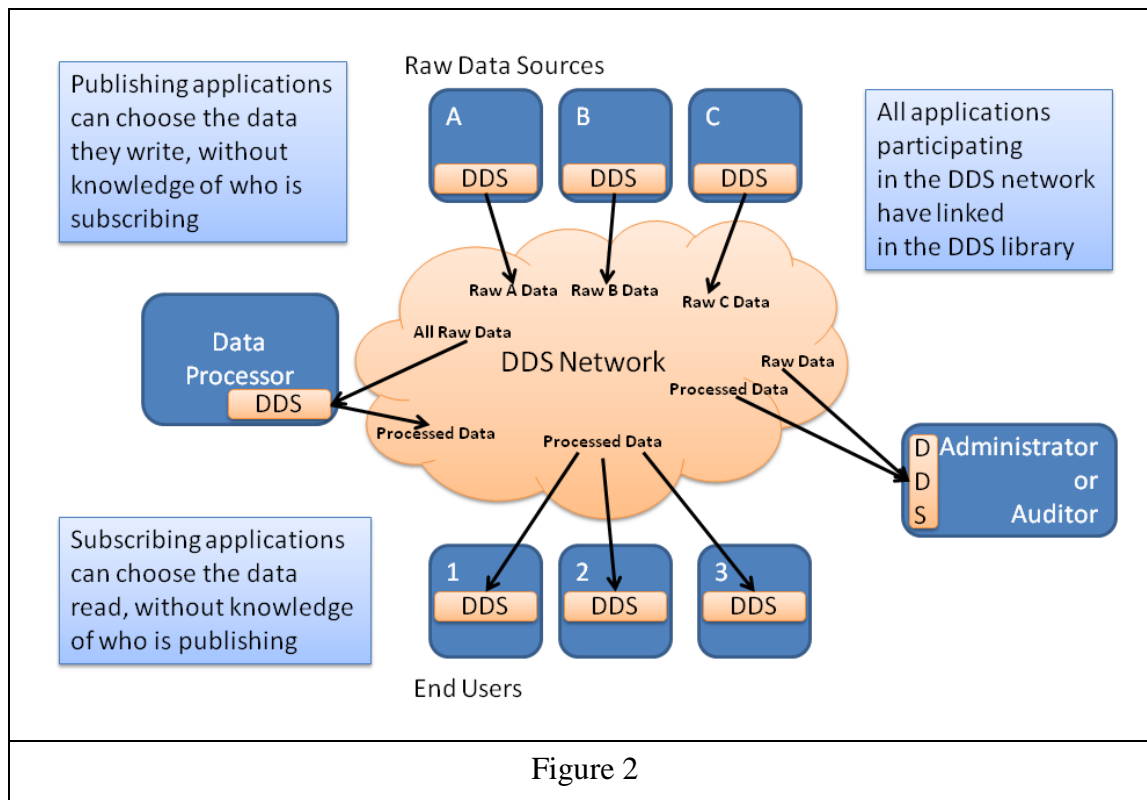 Raw Data Sources
Publishing applications
can choose the data
they write, without
knowledge of who is
subscribing
A
DDS
B
DDS
C
DDS
All applications
participating
in the DDS network
have linked
in the DDS library
Raw A Data
Raw B Data
Raw C Data
All Raw Data
Data
Processor
DDS
DDS Network
Raw Data
Processed Data
Processed Data
Processed Data
D
D
S
Administrator
or
Auditor
Subscribing applications
can choose the data
read, without knowledge
of who is publishing
1
DDS
2
DDS
3
DDS
End Users
Figure 2